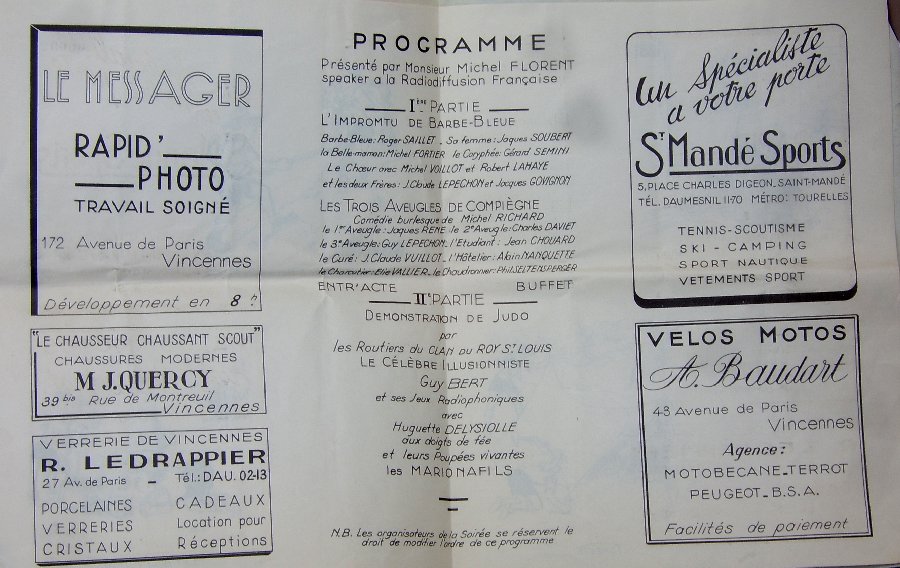 LE MESSAGER
RAPID'
PHOTO
TRAVAIL SOIGNÉ
172 Avenue de Paris
Vincennes
Développement en 8 ?
"LE CHAUSSEUR CHAUSSANT SCOUT"
CHAUSSURES MODERNES
M J. QUERCY
39 bis Rue de Montreuil
Vincennes
VERRERIE DE VINCENNES
R. LEDRAPPIER
27 Av. de Paris – Tél.: DAU. 02-13
PORCELAINES CADEAUX
VERRERIES Location pour
CRISTAUX Réceptions
PROGRAMME
Présenté par Monsieur Michel FLORENT
speaker a la Radiodiffusion Française
Ière PARTIE
L'IMPROMTU DE BARBE-BLEUE
Barbe Bleue: Roger SAILLET _ Sa femme: Jaques SOUBERT
la Belle-maman: Michel FORTIER le Coryphée: Gérard SEMINI
Le Chœur avec Michel VOILLOT et Robert LAHAYE
et les deux Frères: J.Claude LEPECHON et Jacques GOVIGNON
LES TROIS AVEUGLES DE COMPIÈGNE
Comédie burlesque de Michel RICHARD
le 1er Aveugle: Jaques RENE le 2e Aveugle: Charles DAVIET
le 3e Aveugle: Guy LEPECHON _ l'Etudiant: Jean CHOUARD
le Curé: J Claude VUILLOT _ l'Hôtelier: Albin NANQUETTE
le Charcutier: Elie VALLIER _ le Chaudronnier: Phil SELTENSPERGER
ENTR'ACTE BUFFET
IIe PARTIE
DEMONSTRATION DE JUDO
par
les Routiers du CLAN DU ROY ST LOUIS
LE CÉLÈBRE ILLUSIONNISTE
Guy BERT
et ses Jeux Radiophoniques
avec
Huguette DELYSIOLLE
aux doigts de fée
et leurs Poupées vivantes
les MARIONAFILS
N.B. Les organisateurs de la Soirée se réservent le
droit de modifier l'ordre de ce programme
Un Spécialiste
a votre porte
ST Mandé Sports
5, PLACE CHARLES DIGEON_SAINT-MANDÉ
TÉL. DAUMESNIL 11 70 MÉTRO: TOURELLES
TENNIS-SCOUTISME
SKI - CAMPING
SPORT NAUTIQUE
VETEMENTS SPORT
VELOS MOTOS
A. Baudart
43 Avenue de Paris
Vincennes
Agence:
MOTOBECANE_TERROT
PEUGEOT_B.S.A.
Facilités de paiement